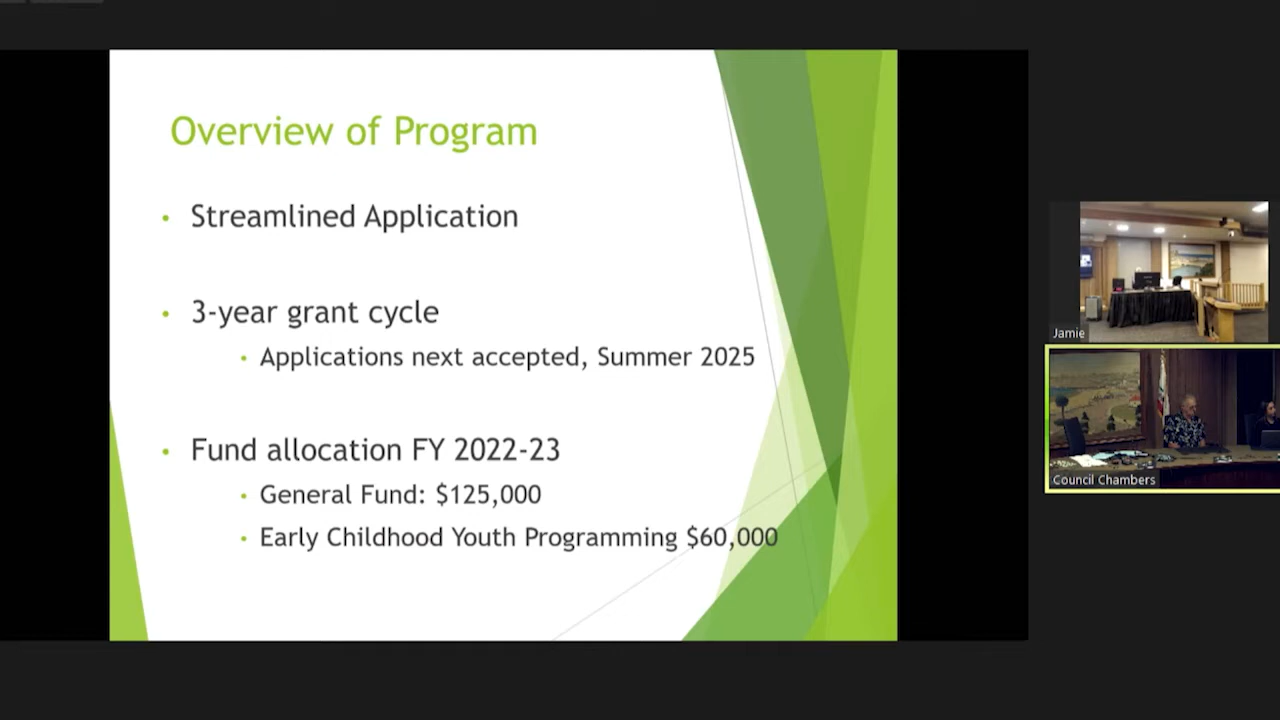 Overview of Program
Streamlined Application
3-year grant cycle
Applications next accepted, Summer 2025
Fund allocation FY 2022-23
General Fund: $125,000
Early Childhood Youth Programming $60,000
Jamie
Council Chambers